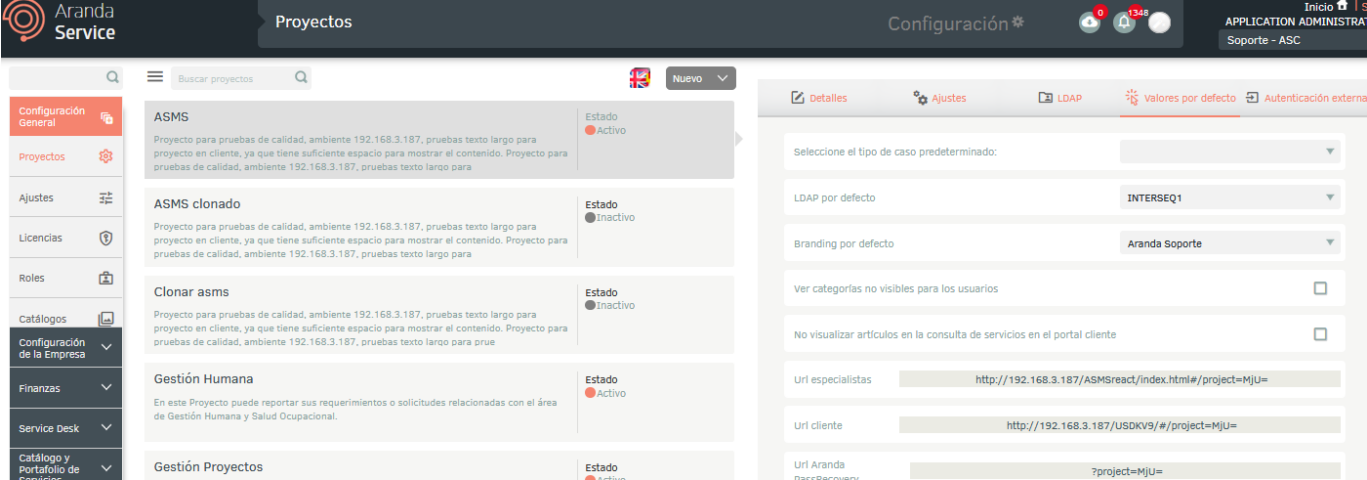 Aranda
Service
Proyectos
Configuración
0
1348
Inicio
APPLICATION ADMINISTRAT
Soporte - ASC
Buscar proyectos
Nuevo
Configuración
General
Proyectos
Ajustes
Licencias
Roles
Catálogos
Configuración
de la Empresa
Finanzas
Service Desk
Catálogo y
Portafolio de
Servicios
ASMS
Estado
Activo
Proyecto para pruebas de calidad, ambiente 192.168.3.187, pruebas texto largo para
proyecto en cliente, ya que tiene suficiente espacio para mostrar el contenido. Proyecto para
pruebas de calidad, ambiente 192.168.3.187, pruebas texto largo para
ASMS clonado
Estado
Inactivo
Proyecto para pruebas de calidad, ambiente 192.168.3.187, pruebas texto largo para
proyecto en cliente, ya que tiene suficiente espacio para mostrar el contenido. Proyecto para
pruebas de calidad, ambiente 192.168.3.187, pruebas texto largo para
Clonar asms
Estado
Inactivo
Proyecto para pruebas de calidad, ambiente 192.168.3.187, pruebas texto largo para
proyecto en cliente, ya que tiene suficiente espacio para mostrar el contenido. Proyecto para
pruebas de calidad, ambiente 192.168.3.187, pruebas texto largo para prue
Gestión Humana
Estado
Activo
En este Proyecto puede reportar sus requerimientos o solicitudes relacionadas con el área
de Gestión Humana y Salud Ocupacional.
Gestión Proyectos
Estado
Activo
Detalles
Ajustes
LDAP
Valores por defecto
Autenticación externa
Seleccione el tipo de caso predeterminado:
LDAP por defecto
INTERSEQ1
Branding por defecto
Aranda Soporte
Ver categorías no visibles para los usuarios
No visualizar artículos en la consulta de servicios en el portal cliente
Url especialistas
http://192.168.3.187/ASMSreact/index.html#/project=MjU=
Url cliente
http://192.168.3.187/USDKV9/#/project=MjU=
Url Aranda
PassRecovery
?project=MjU=